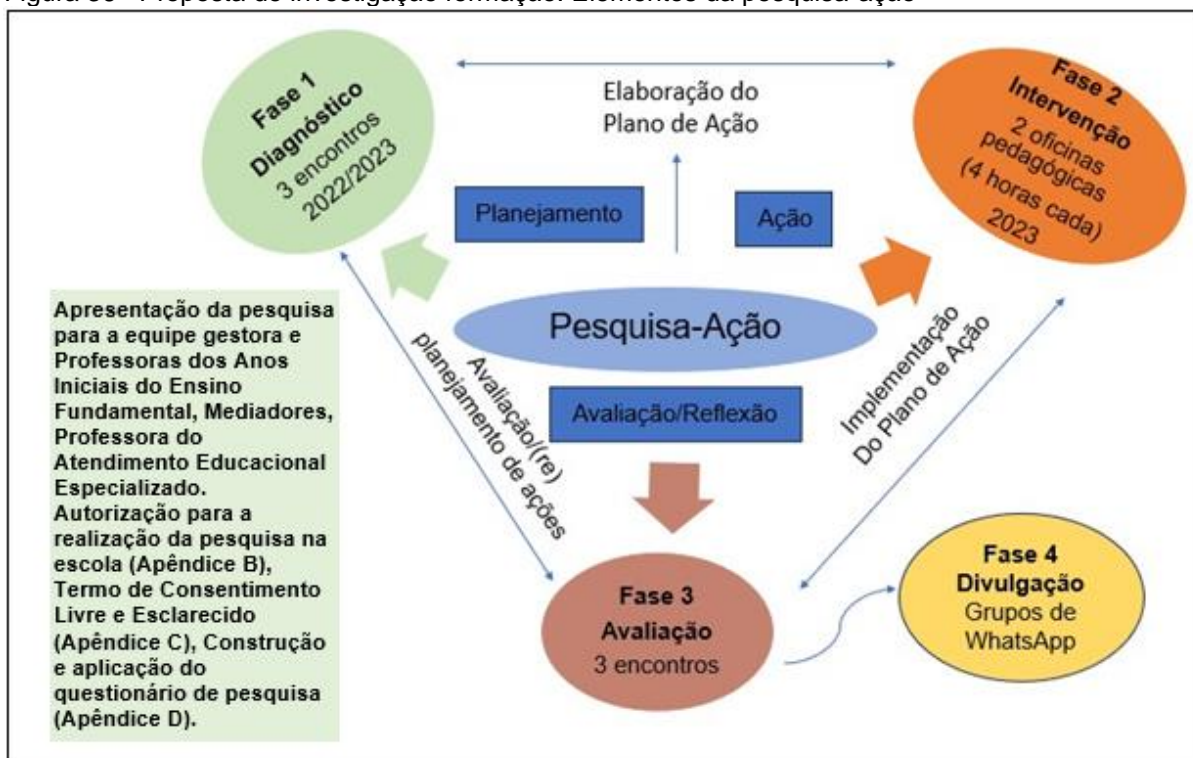 Fase 1
Diagnóstico
3 encontros
2022/2023
Elaboração do
Plano de Ação
Fase 2
Intervenção
2 oficinas
pedagógicas
(4 horas cada)
2023
Planejamento
Ação
Pesquisa-Ação
Avaliação/Reflexão
Avaliação/(re)
planejamento de ações
Implementação
Do Plano de Ação
Apresentação da pesquisa
para a equipe gestora e
Professoras dos Anos
Iniciais do Ensino
Fundamental, Mediadores,
Professora do
Atendimento Educacional
Especializado.
Autorização para a
realização da pesquisa na
escola (Apêndice B),
Termo de Consentimento
Livre e Esclarecido
(Apêndice C), Construção
e aplicação do
questionário de pesquisa
(Apêndice D).
Fase 3
Avaliação
3 encontros
Fase 4
Divulgação
Grupos de
WhatsApp